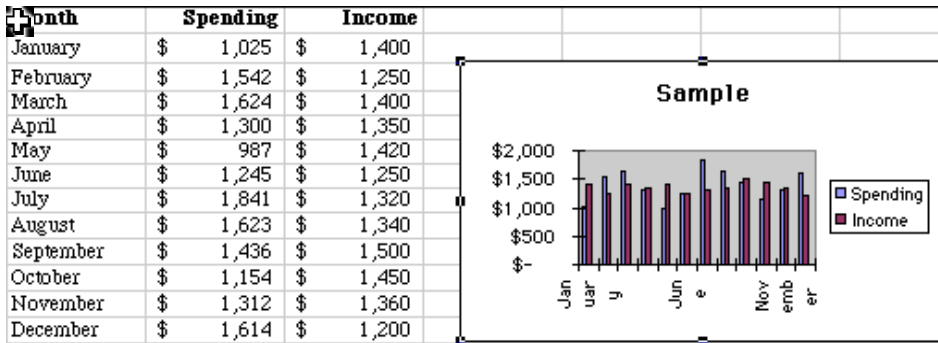 onth Spending Income
January $ 1,025 $ 1,400
February $ 1,542 $ 1,250
March $ 1,624 $ 1,400
April $ 1,300 $ 1,350
May $ 987 $ 1,420
June $ 1,245 $ 1,250
July $ 1,841 $ 1,320
August $ 1,623 $ 1,340
September $ 1,436 $ 1,500
October $ 1,154 $ 1,450
November $ 1,312 $ 1,360
December $ 1,614 $ 1,200
Sample
$2,000
$1,500
$1,000
$500
$-
Jan
uar
y
Jun
e
Nov
emb
er
Spending
Income